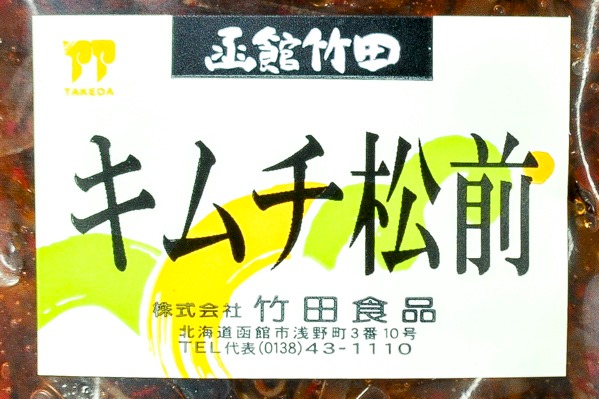 函館竹田
TAKEDA
キムチ松前
株式会社 竹田食品
北海道函館市浅野町3番10号
TEL代表(0138)43-1110